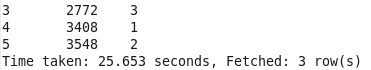 3       2772    3
4       3408    1
5       3548    2
Time taken: 25.653 seconds, Fetched: 3 row(s)